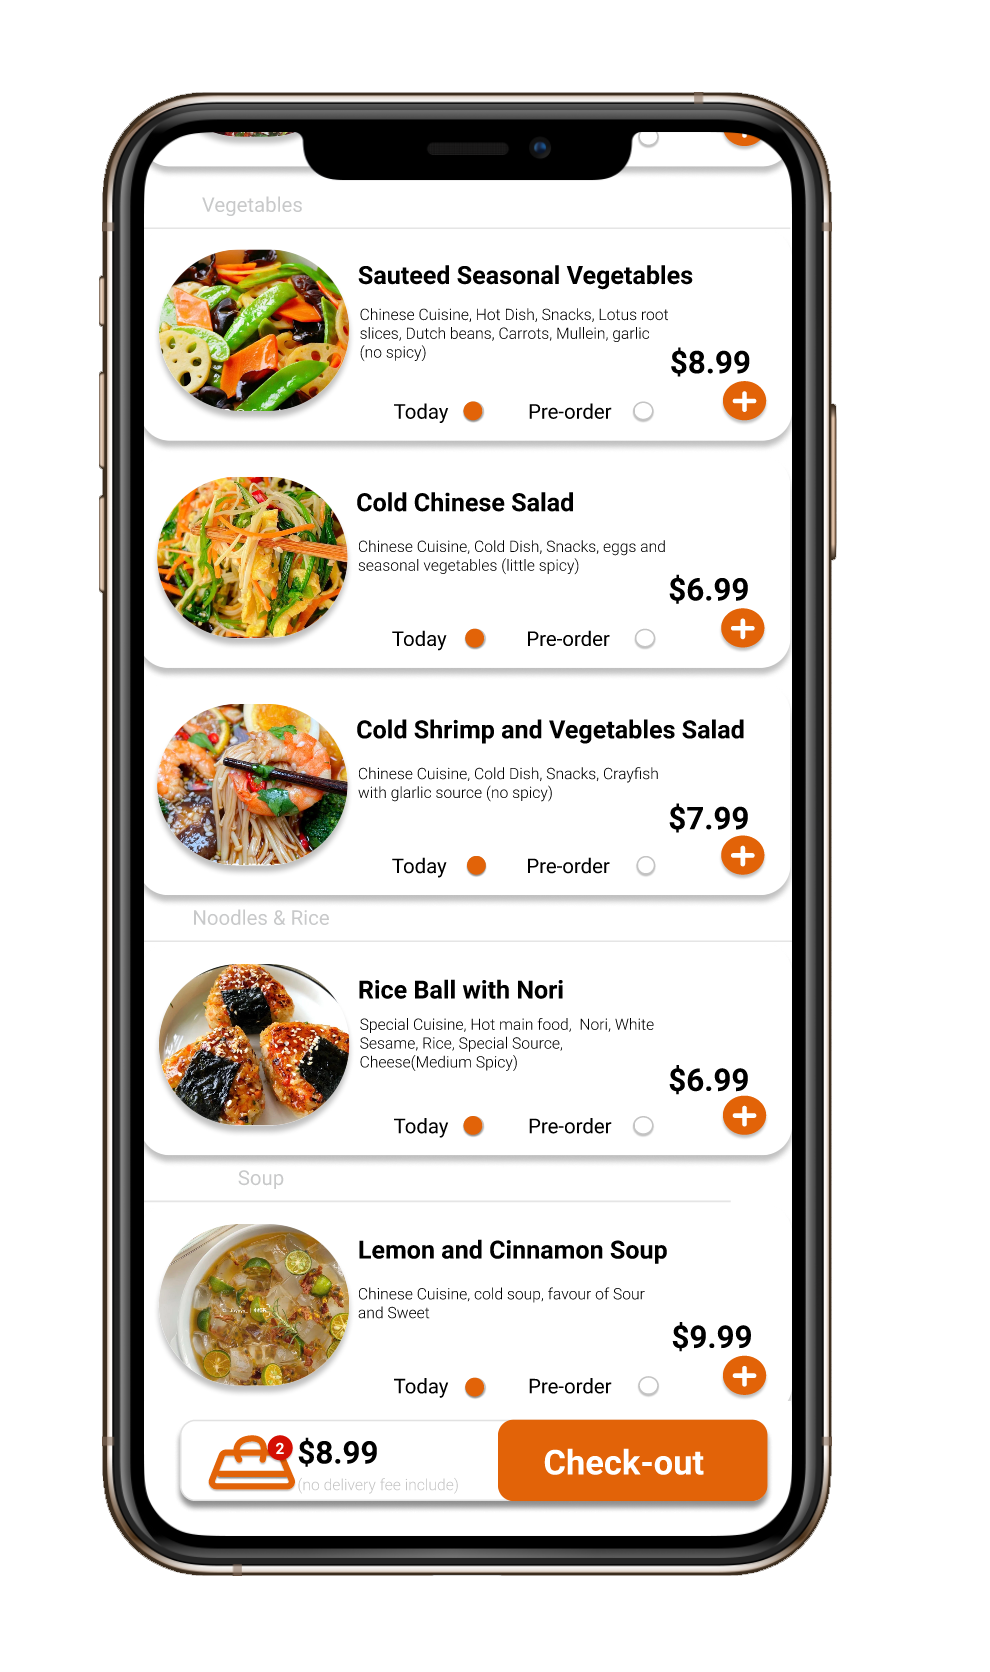 Vegetables
Sauteed Seasonal Vegetables
Chinese Cuisine, Hot Dish, Snacks, Lotus root
slices, Dutch beans, Carrots, Mullein, garlic
(no spicy)
$8.99
Today Pre-order
Cold Chinese Salad
Chinese Cuisine, Cold Dish, Snacks, eggs and
seasonal vegetables (little spicy)
$6.99
Today Pre-order
Cold Shrimp and Vegetables Salad
Chinese Cuisine, Cold Dish, Snacks, Crayfish
with glarlic source (no spicy)
$7.99
Today Pre-order
Noodles & Rice
Rice Ball with Nori
Special Cuisine, Hot main food,  Nori, White
Sesame, Rice, Special Source,
Cheese(Medium Spicy)
$6.99
Today Pre-order
Soup
Lemon and Cinnamon Soup
Chinese Cuisine, cold soup, favour of Sour
and Sweet
$9.99
Today Pre-order
2 $8.99
(no delivery fee include)
Check-out